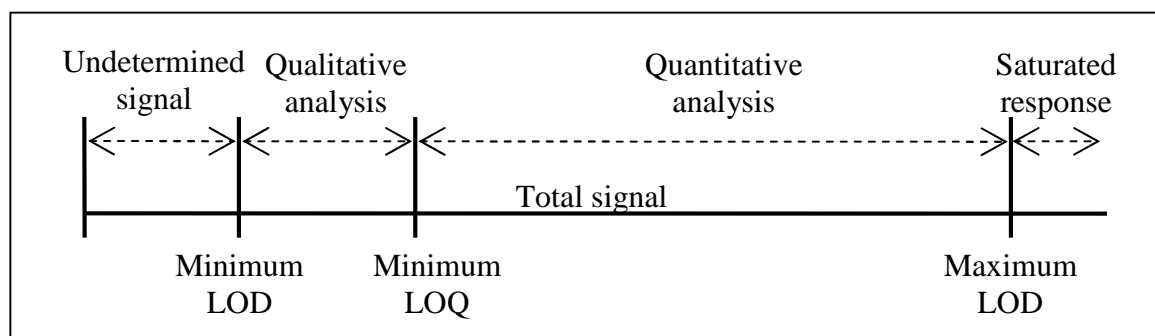 Undetermined
signal
Qualitative
analysis
Quantitative
analysis
Saturated
response
Total signal
Minimum
LOD
Minimum
LOQ
Maximum
LOD